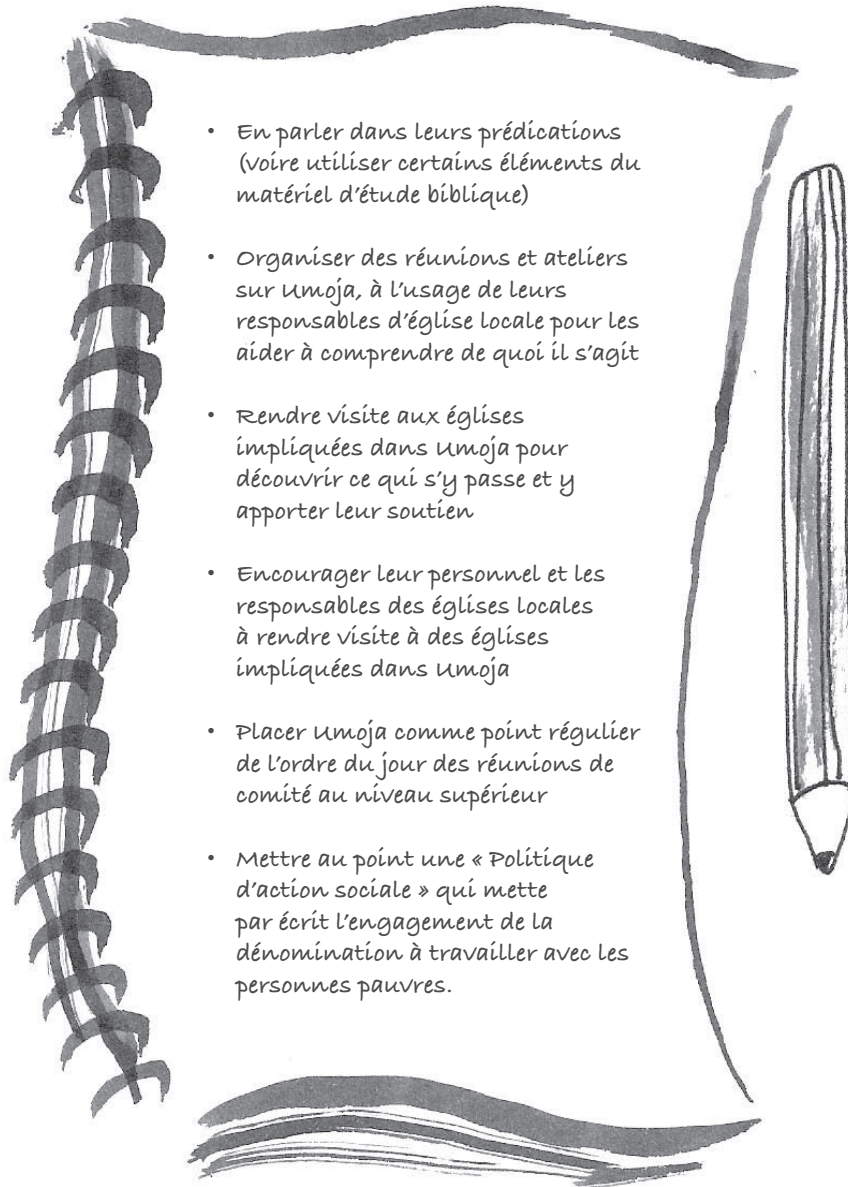 • En parler dans leurs prédications
(voire utiliser certains éléments du
matériel d'étude biblique)
• Organiser des réunions et ateliers
sur Umoja, à l'usage de leurs
responsables d'église locale pour les
aider à comprendre de quoi il s'agit
• Rendre visite aux églises
impliquées dans Umoja pour
découvrir ce qui s'y passe et y
apporter leur soutien
• Encourager leur personnel et les
responsables des églises locales
à rendre visite à des églises
impliquées dans Umoja
• Placer Umoja comme point régulier
de l'ordre du jour des réunions de
comité au niveau supérieur
• Mettre au point une « Politique
d'action sociale » qui mette
par écrit l'engagement de la
dénomination à travailler avec les
personnes pauvres.